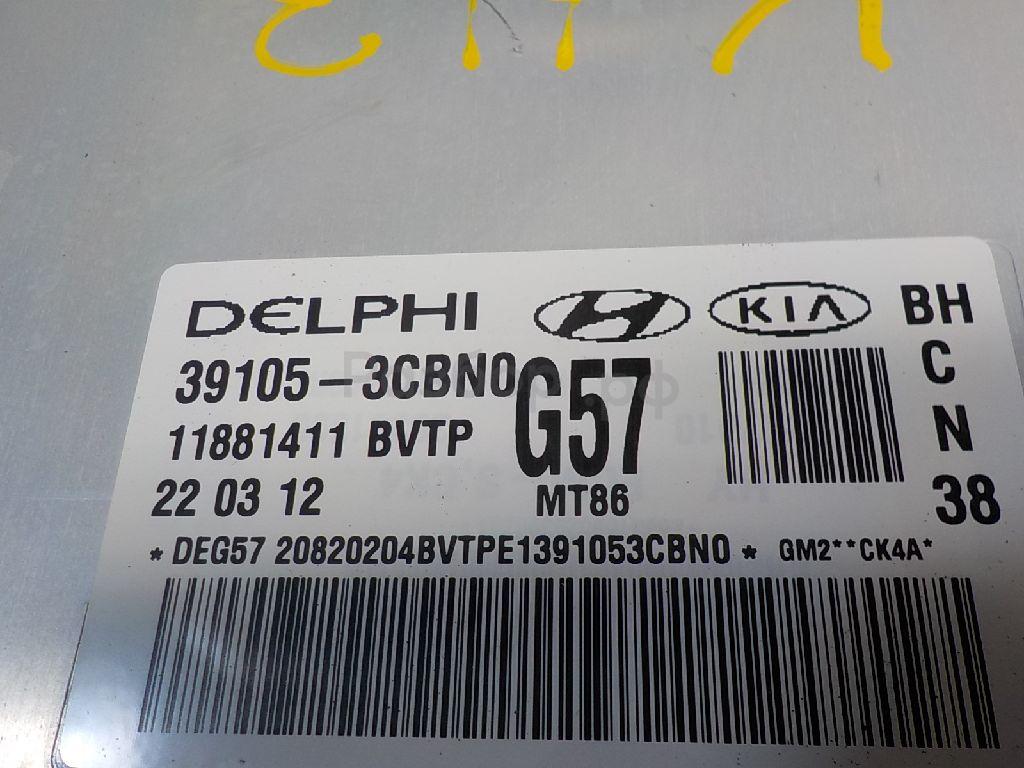 DELPHI KIA BH
39105-3CBN0 G57 C
11881411 BVTP N
22 03 12 MT86 38
*DEG57 20820204BVTPE1391053CBN0* GM2**CK4A*